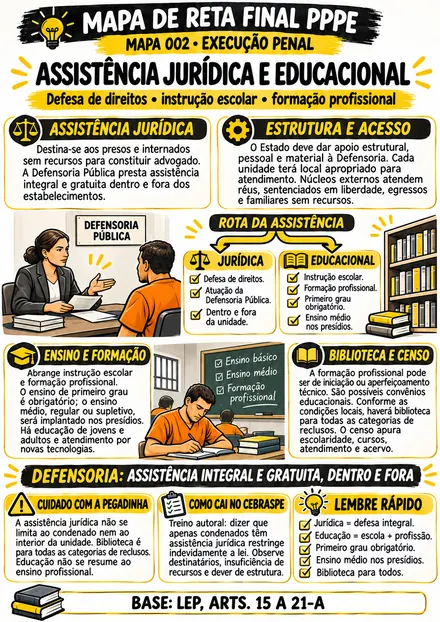 MAPA DE RETA FINAL PPPE
MAPA 002 • EXECUÇÃO PENAL
ASSISTÊNCIA JURÍDICA E EDUCACIONAL
Defesa de direitos • instrução escolar • formação profissional
ASSISTÊNCIA JURÍDICA
Destina-se aos presos e internados
sem recursos para constituir advogado.
A Defensoria Pública presta assistência
integral e gratuita dentro e fora dos
estabelecimentos.
ESTRUTURA E ACESSO
O Estado deve dar apoio estrutural,
pessoal e material à Defensoria. Cada
unidade terá local apropriado para
atendimento. Núcleos externos atendem
réus, sentenciados em liberdade, egressos
e familiares sem recursos.
DEFENSORIA
PÚBLICA
ROTA DA ASSISTÊNCIA
JURÍDICA
Defesa de direitos.
Atuação da
Defensoria Pública.
Dentro e fora
da unidade.
EDUCACIONAL
Instrução escolar.
Formação profissional.
Primeiro grau
obrigatório.
Ensino médio
nos presídios.
ENSINO E FORMAÇÃO
Abrange instrução escolar
e formação profissional.
O ensino de primeiro grau
é obrigatório; o ensino
médio, regular ou supletivo,
será implantado nos presídios.
Há educação de jovens e
adultos e atendimento por
novas tecnologias.
Ensino básico
Ensino médio
Formação
profissional
BIBLIOTECA E CENSO
A formação profissional pode
ser de iniciação ou aperfeiçoamento
técnico. São possíveis convênios
educacionais. Conforme as
condições locais, haverá biblioteca
para todas as categorias de
reclusos. O censo apura
escolaridade, cursos,
atendimento e acervo.
DEFENSORIA: ASSISTÊNCIA INTEGRAL E GRATUITA, DENTRO E FORA
CUIDADO COM A PEGADINHA
A assistência jurídica não se
limita ao condenado nem ao
interior da unidade. Biblioteca é
para todas as categorias de reclusos.
Educação não se resume ao
ensino profissional.
COMO CAI NO CEBRASPE
Treino autoral: dizer que
apenas condenados têm
assistência jurídica restringe
indevidamente a lei. Observe
destinatários, insuficiência de
recursos e dever de estrutura.
LEMBRE RÁPIDO
Jurídica = defesa integral.
Educação = escola + profissão.
Primeiro grau obrigatório.
Ensino médio nos presídios.
Biblioteca para todos.
BASE: LEP, ARTS. 15 A 21-A